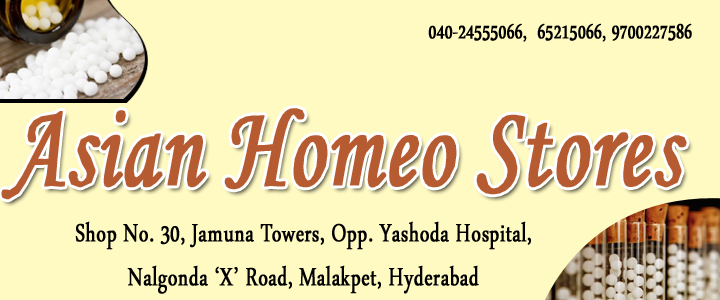 040-24555066, 65215066, 9700227586
Asian Homeo Stores
Shop No. 30, Jamuna Towers, Opp. Yashoda Hospital,
Nalgonda ‘X’ Road, Malakpet, Hyderabad